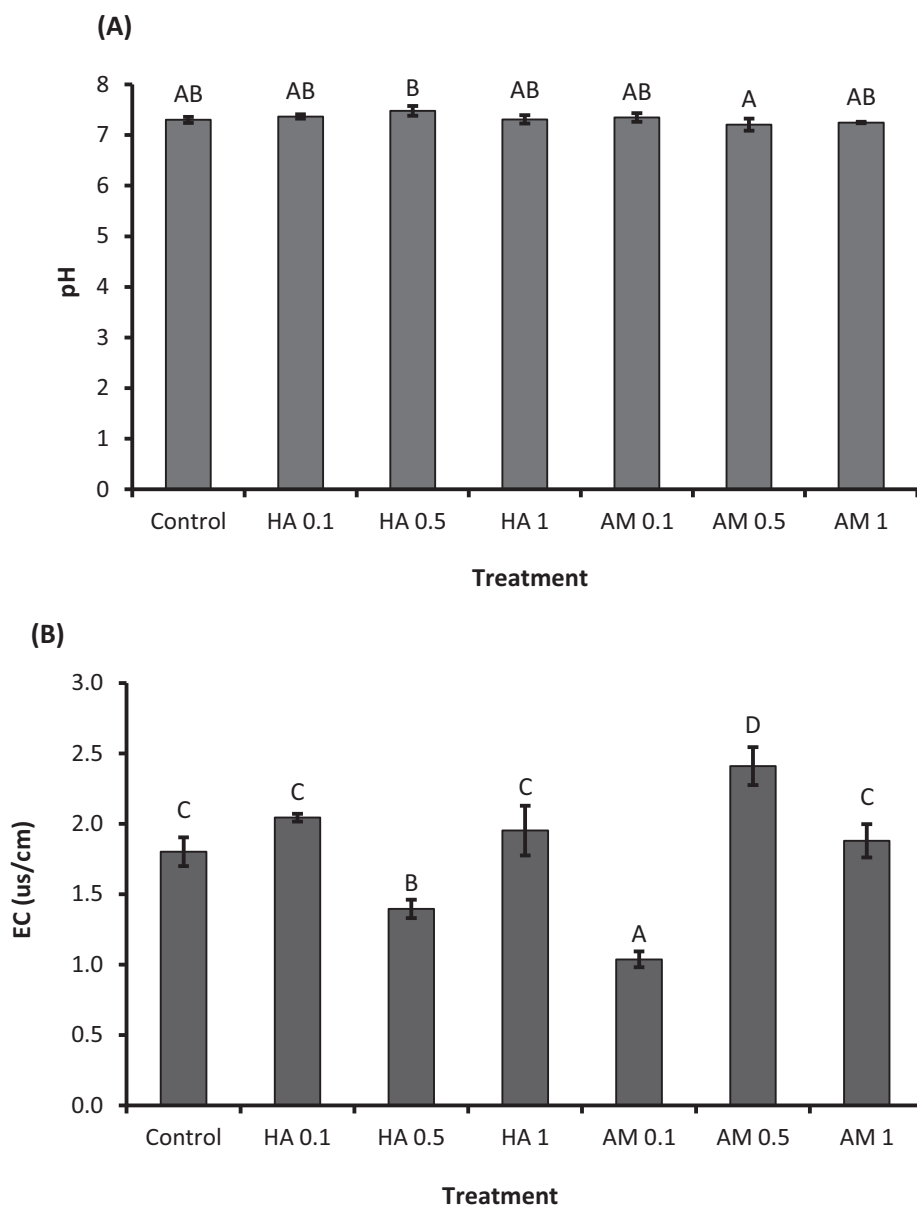 (A)
AB AB B AB AB A AB
8
7
6
5
4
3
2
1
0
pH
Control HA 0.1 HA 0.5 HA 1 AM 0.1 AM 0.5 AM 1
Treatment
(B)
3.0
2.5
2.0
1.5
1.0
0.5
0.0
EC (us/cm)
C C B C A D C
Control HA 0.1 HA 0.5 HA 1 AM 0.1 AM 0.5 AM 1
Treatment